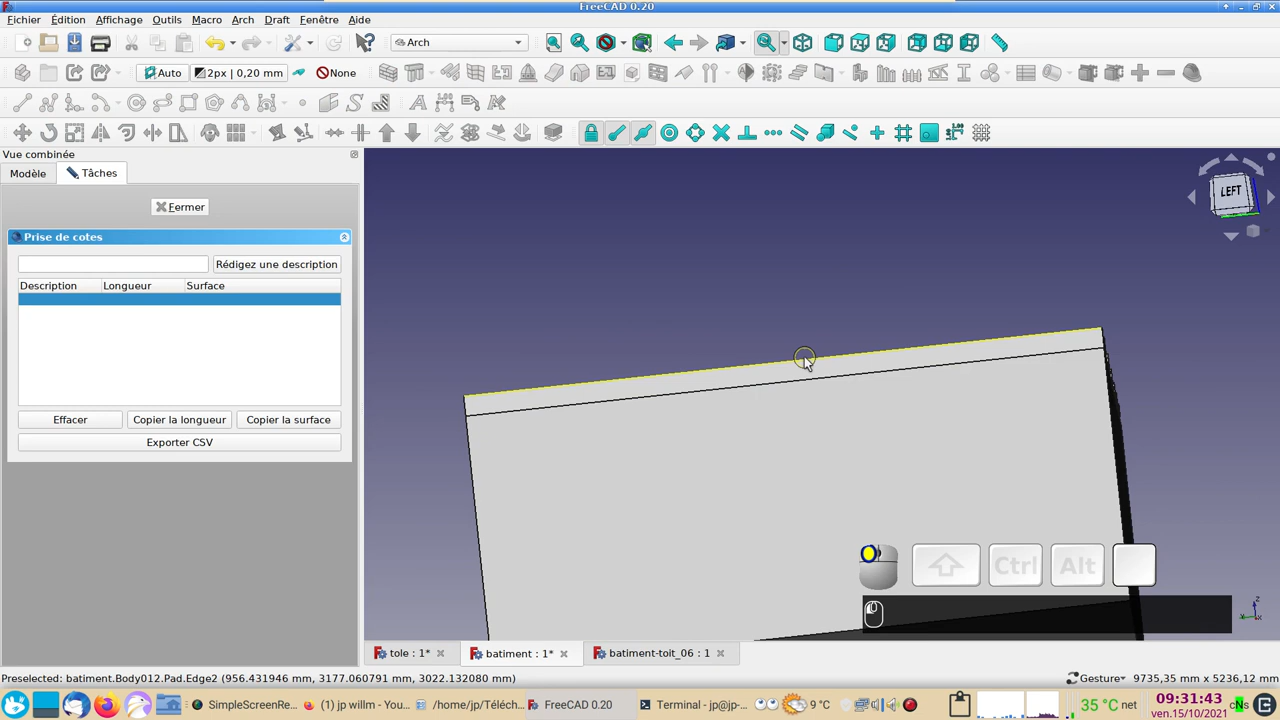 FreeCAD 0.20
Fichier Édition Affichage Outils Macro Arch Draft Fenêtre Aide
Arch
Auto 2px | 0,20 mm None
Vue combinée
Modèle Tâches
Fermer
Prise de cotes
Rédigez une description
Description Longueur Surface
Effacer Copier la longueur Copier la surface
Exporter CSV
LEFT
Ctrl Alt
tole : 1* batiment : 1* batiment-toit_06 : 1
Preselected: batiment.Body012.Pad.Edge2 (956.431946 mm, 3177.060791 mm, 3022.132080 mm) Gesture 9735,35 mm x 5236,12 mm
SimpleScreenRe... (1) jp willm - You... /home/jp/Téléch... FreeCAD 0.20 Terminal - jp@jp-... 9 °C 35 °C net 09:31:43
ven.15/10/2021